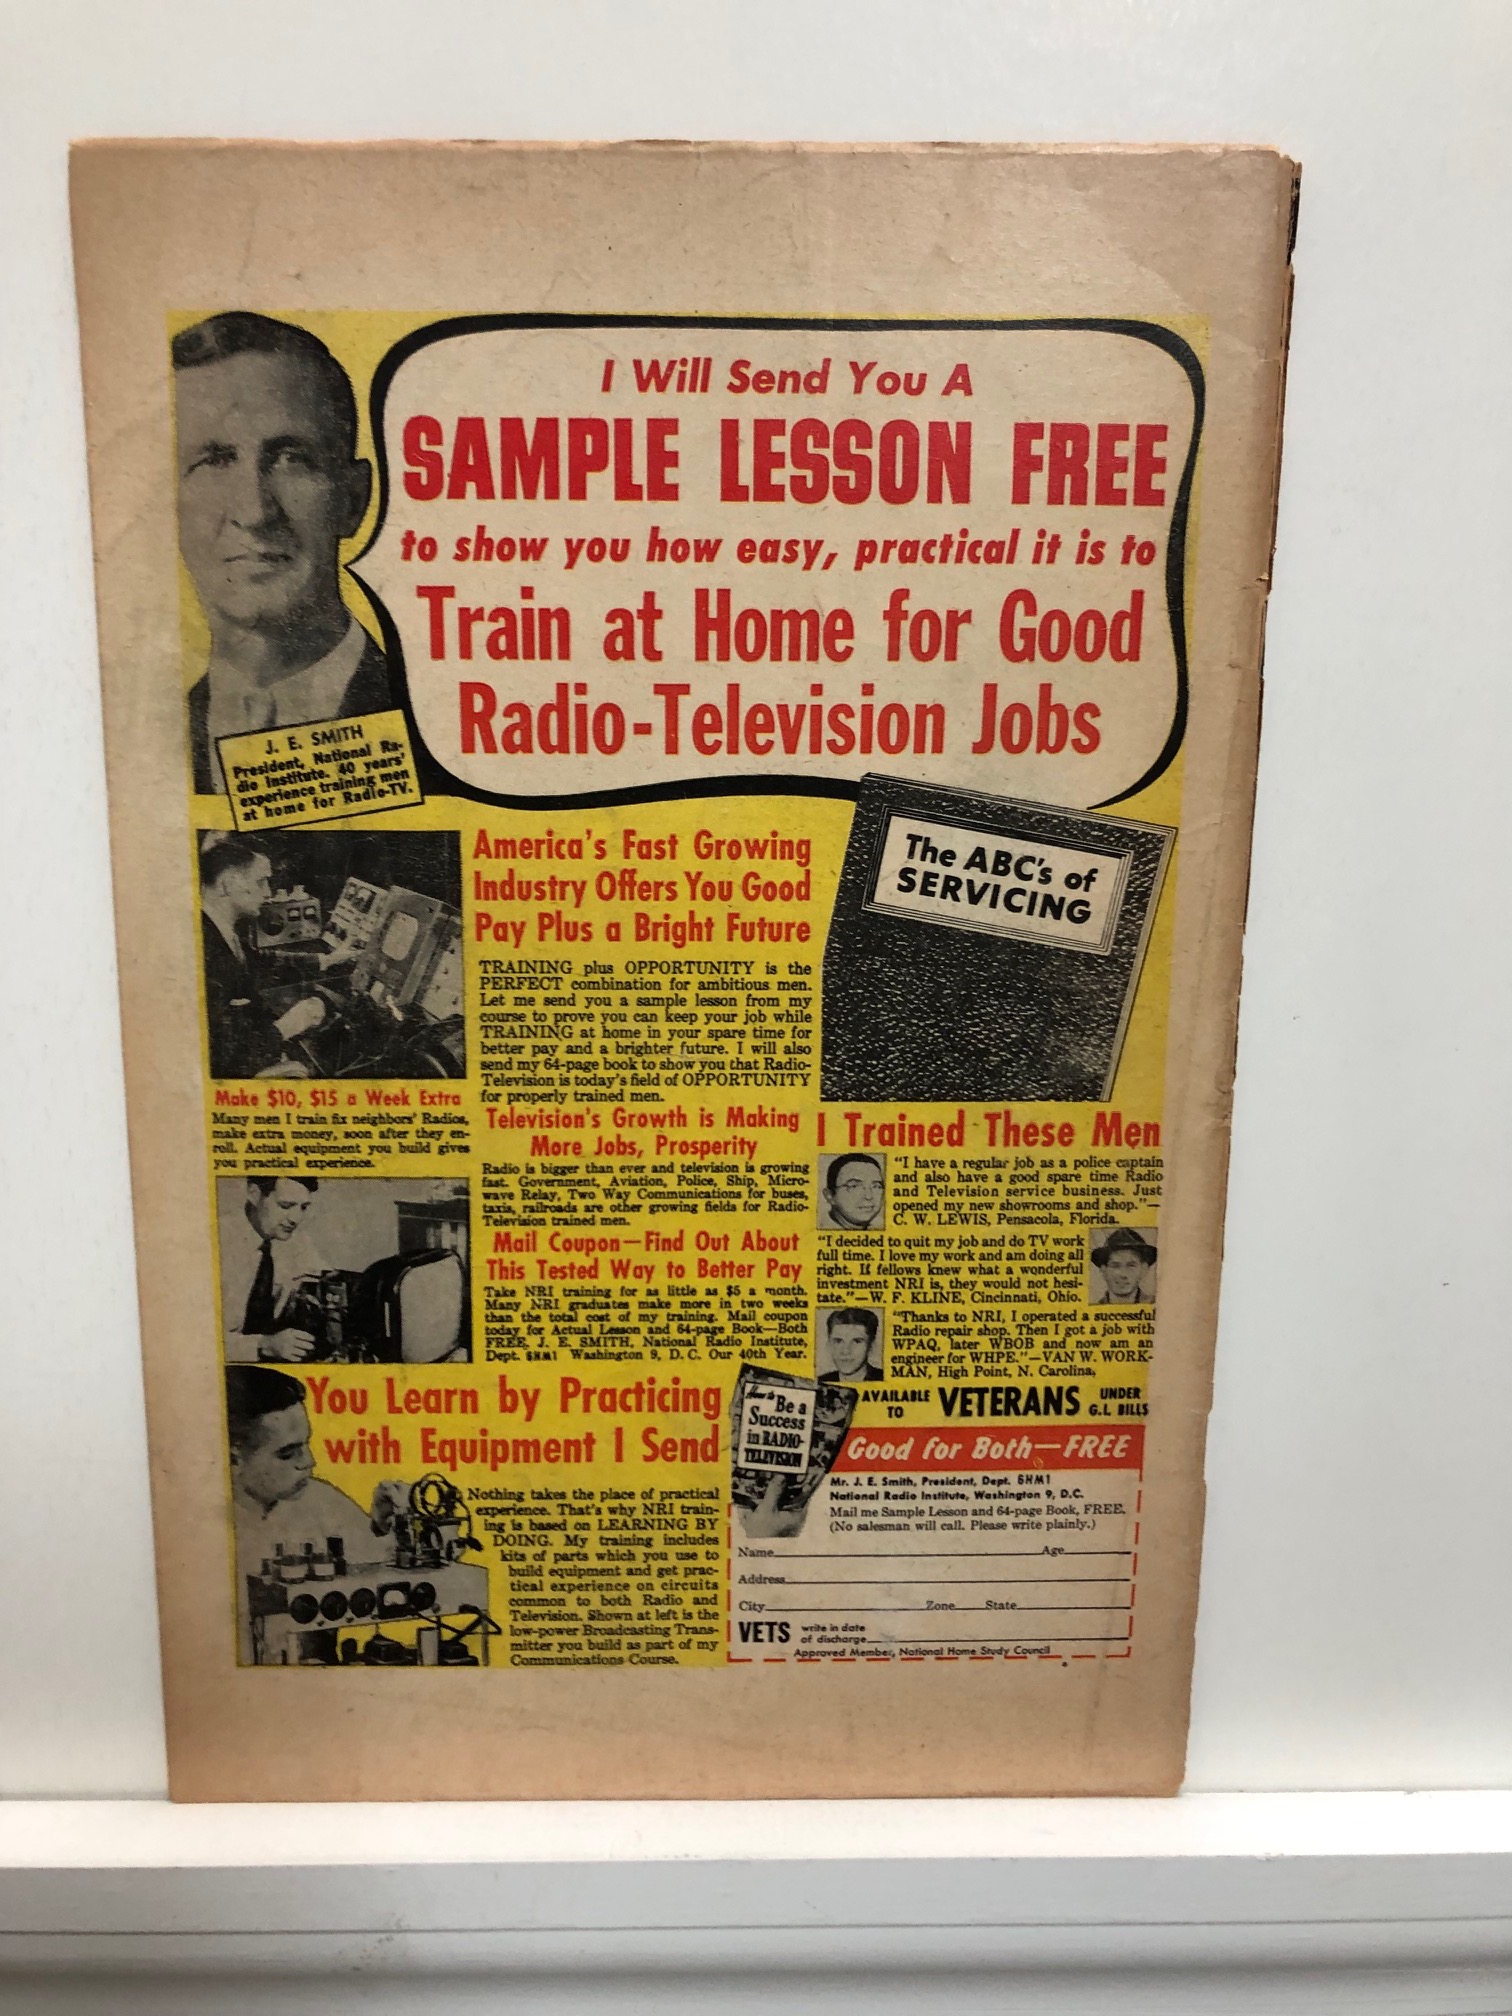 I Will Send You A
SAMPLE LESSON FREE
to show you how easy, practical it is to
Train at Home for Good
Radio-Television Jobs
J. E. SMITH
President, National Ra-
dio Institute. 40 years'
experience training men
at home for Radio-TV.
America's Fast Growing
Industry Offers You Good
Pay Plus a Bright Future
TRAINING plus OPPORTUNITY is the
PERFECT combination for ambitious men.
Let me send you a sample lesson from my
course to prove you can keep your job while
TRAINING at home in your spare time for
better pay and a brighter future. I will also
send my 64-page book to show you that Radio-
Television is today's field of OPPORTUNITY
for properly trained men.
The ABC's of
SERVICING
Make $10, $15 a Week Extra
Many men I train fix neighbors' Radios,
make extra money, soon after they en-
roll. Actual equipment you build gives
you practical experience.
Television's Growth is Making
More Jobs, Prosperity
Radio is bigger than ever and television is growing
fast. Government, Aviation, Police, Ship, Micro-
wave Relay, Two Way Communications for buses,
taxis, railroads are other growing fields for Radio-
Television trained men.
Mail Coupon—Find Out About
This Tested Way to Better Pay
Take NRI training for as little as $5 a month.
Many NRI graduates make more in two weeks
than the total cost of my training. Mail coupon
today for Actual Lesson and 64-page Book—Both
FREE. J. E. SMITH, National Radio Institute,
Dept. 6HM1 Washington 9, D. C. Our 40th Year.
I Trained These Men
"I have a regular job as a police captain
and also have a good spare time Radio
and Television service business. Just
opened my new showrooms and shop."—
C. W. LEWIS, Pensacola, Florida.
"I decided to quit my job and do TV work
full time. I love my work and am doing all
right. If fellows knew what a wonderful
investment NRI is, they would not hesi-
tate."—W. F. KLINE, Cincinnati, Ohio.
"Thanks to NRI, I operated a successful
Radio repair shop. Then I got a job with
WPAQ, later WBOB and now am an
engineer for WHPE."—VAN W. WORK-
MAN, High Point, N. Carolina.
AVAILABLE TO VETERANS UNDER G.I. BILLS
You Learn by Practicing
with Equipment I Send
Nothing takes the place of practical
experience. That's why NRI train-
ing is based on LEARNING BY
DOING. My training includes
kits of parts which you use to
build equipment and get prac-
tical experience on circuits
common to both Radio and
Television. Shown at left is the
low-power Broadcasting Trans-
mitter you build as part of my
Communications Course.
How to
Be a
Success
in RADIO-
TELEVISION
Good for Both—FREE
Mr. J. E. Smith, President, Dept. 6HM1
National Radio Institute, Washington 9, D.C.
Mail me Sample Lesson and 64-page Book, FREE.
(No salesman will call. Please write plainly.)
Name Age
Address
City Zone State
VETS write in date
of discharge
Approved Member, National Home Study Council